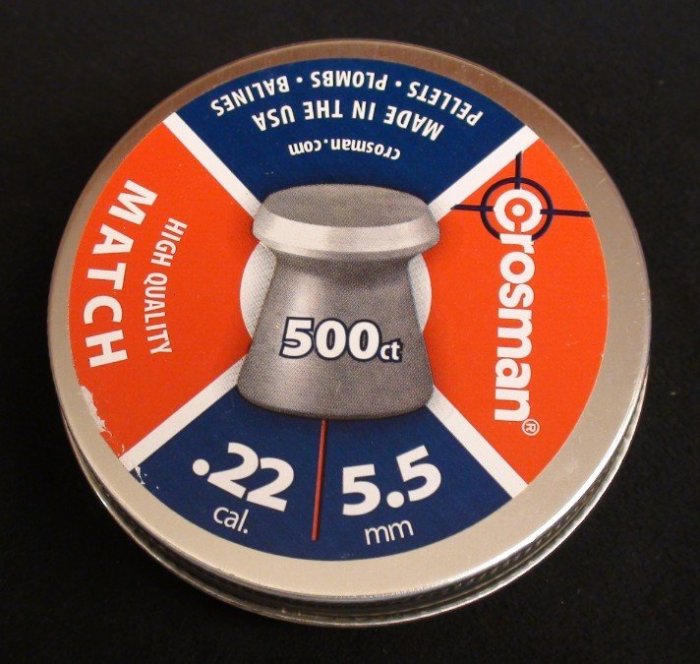 PELLETS • PLOMBS • BALINES
MADE IN THE USA
crosman.com
HIGH QUALITY
MATCH
crosman®
500ct
.22
cal.
5.5
mm